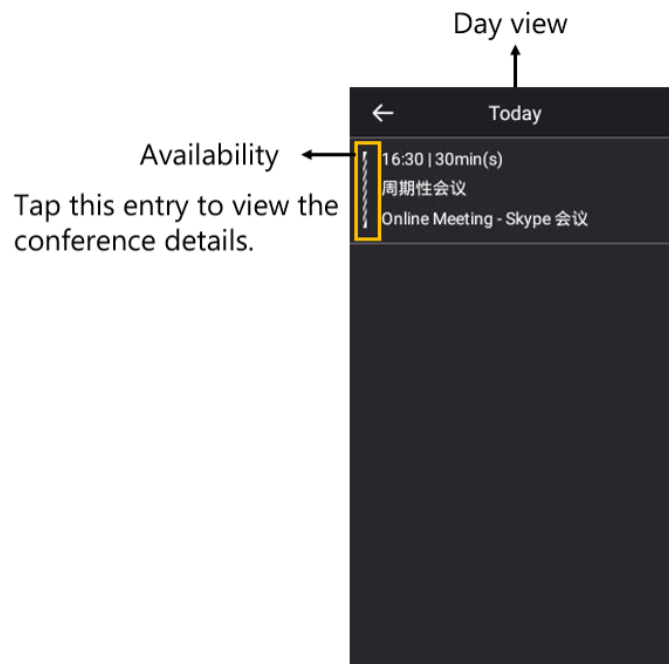 Day view
Today
Availability
Tap this entry to view the
conference details.
16:30 | 30min(s)
周期性会议
Online Meeting - Skype 会议